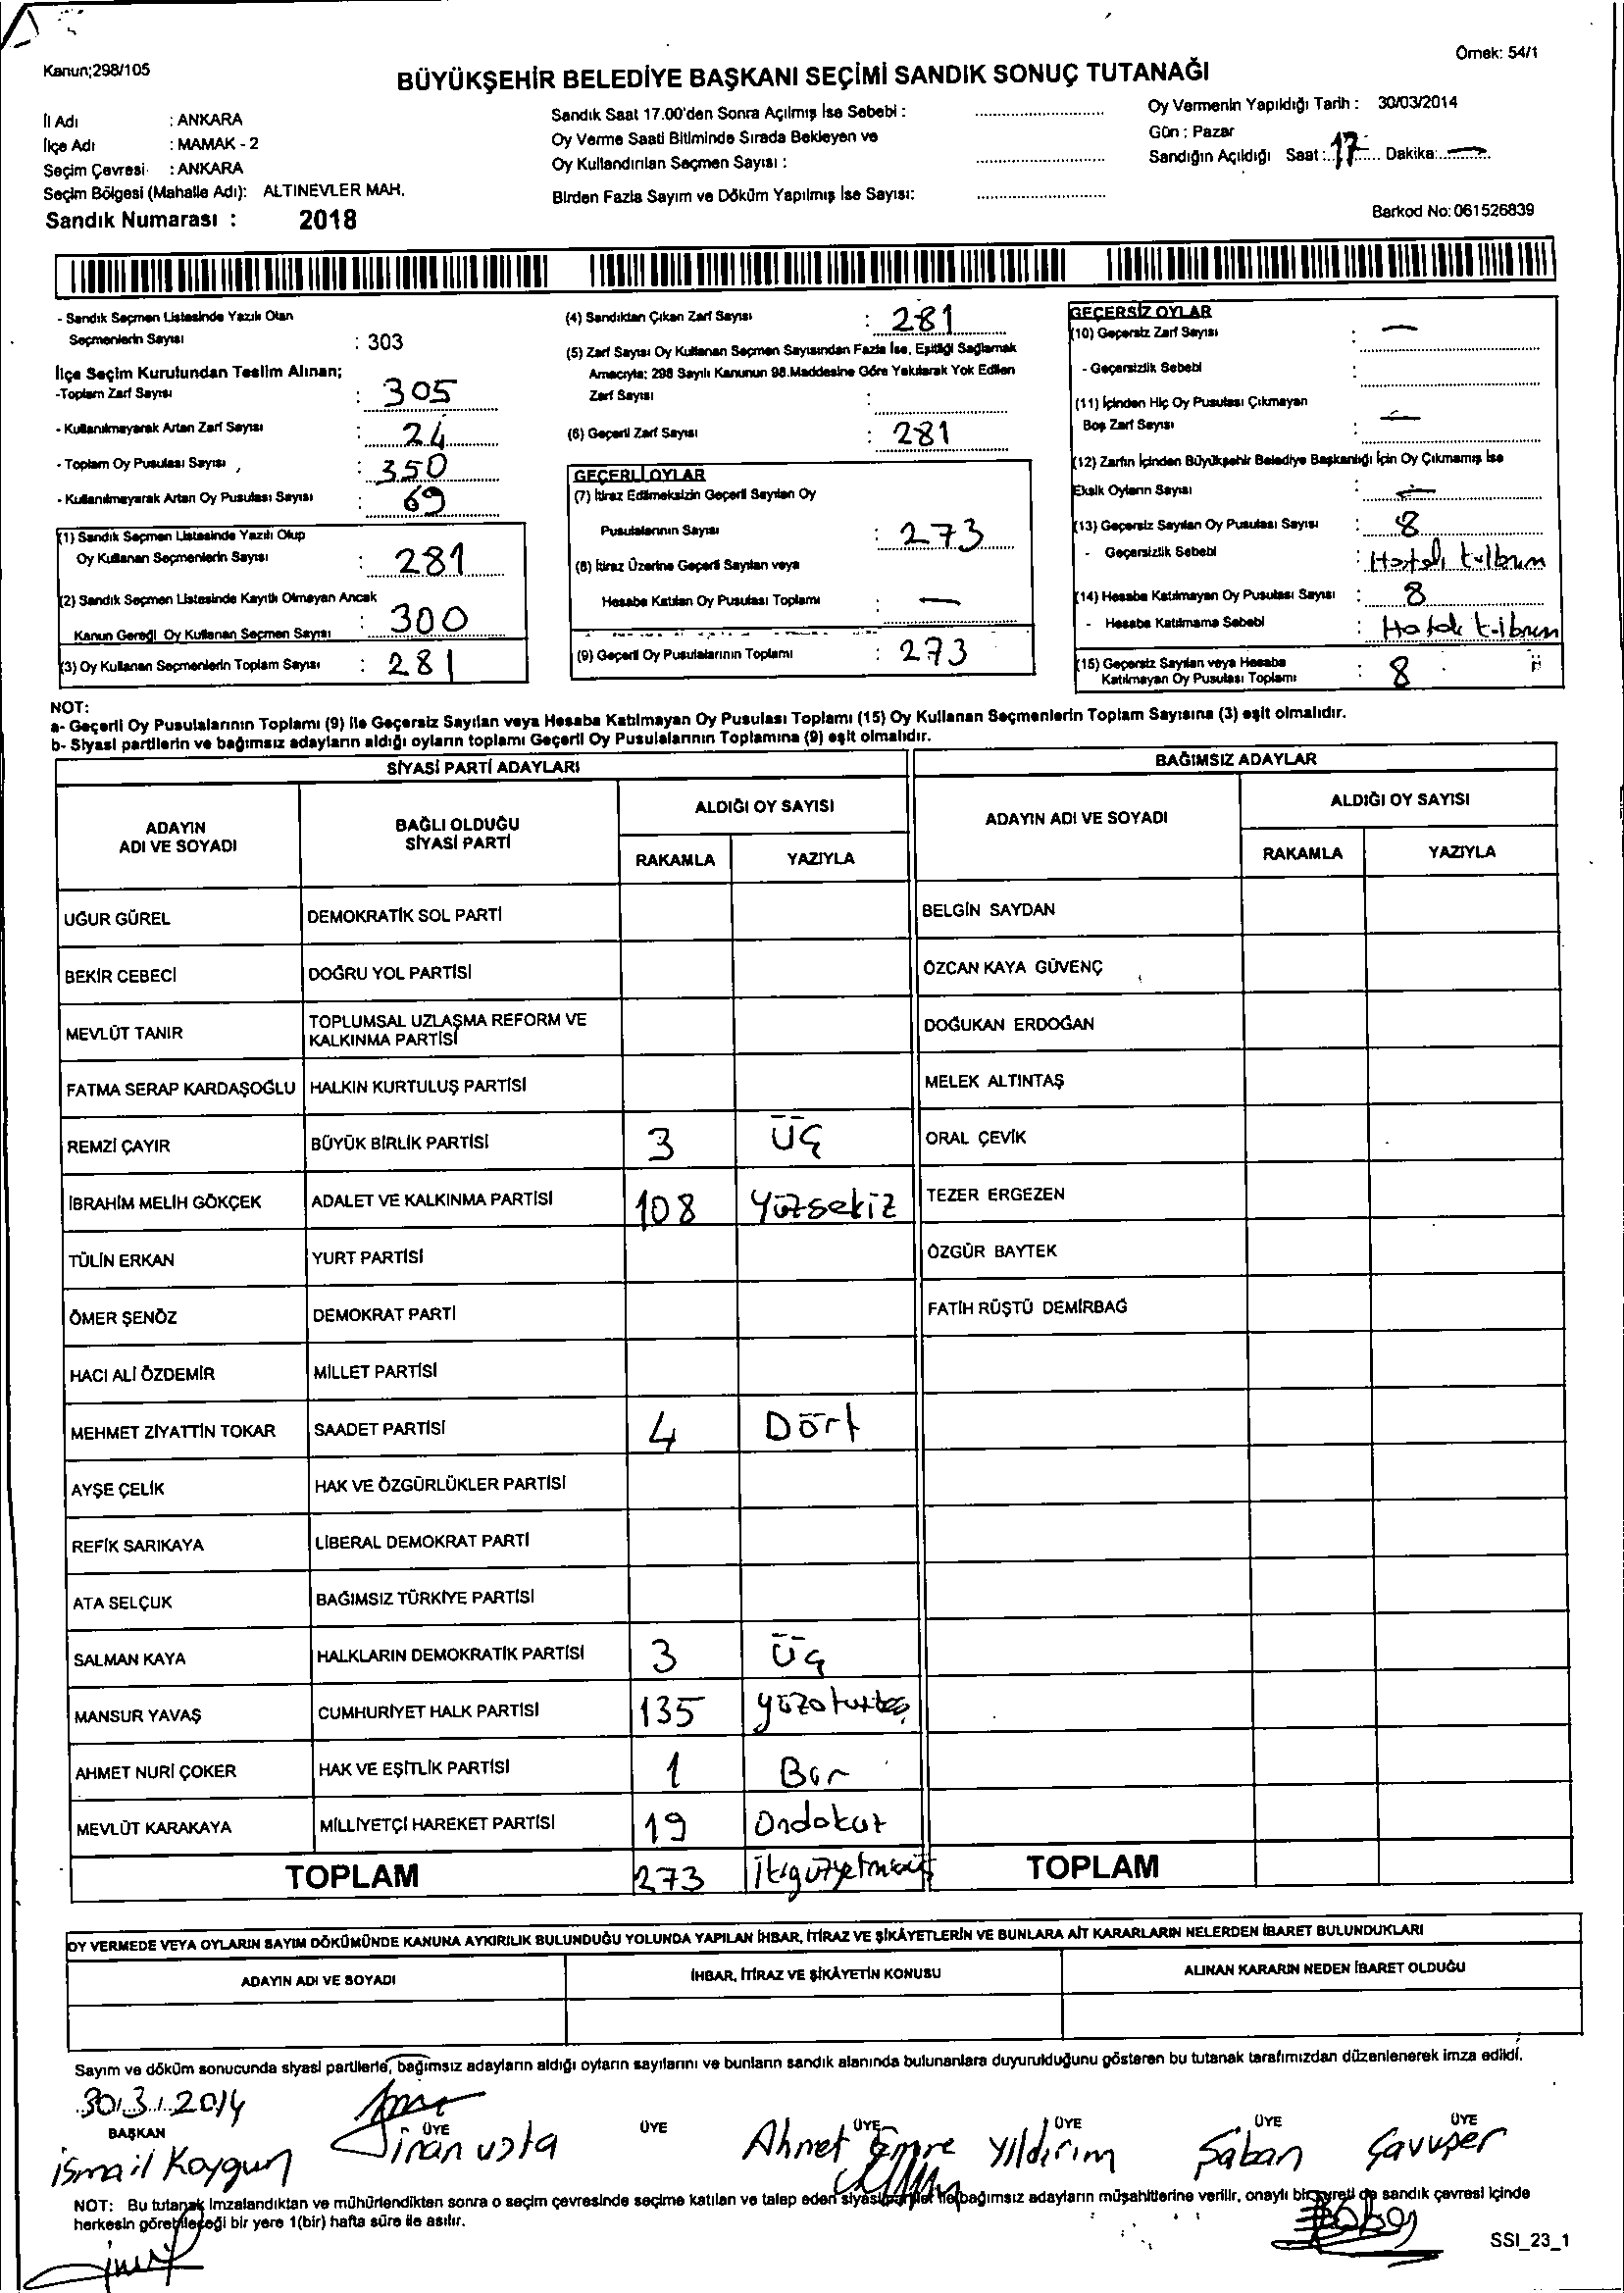 Kanun;298/105
Örnek: 54/1
BÜYÜKŞEHİR BELEDİYE BAŞKANI SEÇİMİ SANDIK SONUÇ TUTANAĞI
İl Adı : ANKARA
İlçe Adı : MAMAK - 2
Seçim Çevresi : ANKARA
Seçim Bölgesi (Mahalle Adı): ALTINEVLER MAH.
Sandık Numarası : 2018
Sandık Saat 17.00'den Sonra Açılmış İse Sebebi :
Oy Verme Saati Bitiminde Sırada Bekleyen ve
Oy Kullandırılan Seçmen Sayısı :
Birden Fazla Sayım ve Döküm Yapılmış İse Sayısı:
Oy Vermenin Yapıldığı Tarih : 30/03/2014
Gün : Pazar
Sandığın Açıldığı Saat : 17 Dakika: —
Barkod No: 061526839
- Sandık Seçmen Listesinde Yazılı Olan
Seçmenlerin Sayısı : 303
İlçe Seçim Kurulundan Teslim Alınan;
-Toplam Zarf Sayısı : 305
- Kullanılmayarak Artan Zarf Sayısı : 24
- Toplam Oy Pusulası Sayısı : 350
- Kullanılmayarak Artan Oy Pusulası Sayısı : 69
(1) Sandık Seçmen Listesinde Yazılı Olup
Oy Kullanan Seçmenlerin Sayısı : 281
(2) Sandık Seçmen Listesinde Kayıtlı Olmayan Ancak
Kanun Gereği Oy Kullanan Seçmen Sayısı : 300
(3) Oy Kullanan Seçmenlerin Toplam Sayısı : 281
(4) Sandıktan Çıkan Zarf Sayısı : 281
(5) Zarf Sayısı Oy Kullanan Seçmen Sayısından Fazla İse, Eşitliği Sağlamak
Amacıyla; 298 Sayılı Kanunun 98.Maddesine Göre Yakılarak Yok Edilen
Zarf Sayısı :
(6) Geçerli Zarf Sayısı : 281
GEÇERLİ OYLAR
(7) İtiraz Edilmeksizin Geçerli Sayılan Oy
Pusulalarının Sayısı : 273
(8) İtiraz Üzerine Geçerli Sayılan veya
Hesaba Katılan Oy Pusulası Toplamı : —
(9) Geçerli Oy Pusulalarının Toplamı : 273
GEÇERSİZ OYLAR
(10) Geçersiz Zarf Sayısı : —
- Geçersizlik Sebebi :
(11) İçinden Hiç Oy Pusulası Çıkmayan
Boş Zarf Sayısı : —
(12) Zarfın İçinden Büyükşehir Belediye Başkanlığı İçin Oy Çıkmamış İse
Eksik Oyların Sayısı : —
(13) Geçersiz Sayılan Oy Pusulası Sayısı : 8
- Geçersizlik Sebebi : Hatalı
(14) Hesaba Katılmayan Oy Pusulası Sayısı : 8
- Hesaba Katılmama Sebebi :
(15) Geçersiz Sayılan veya Hesaba
Katılmayan Oy Pusulası Toplamı : 8
NOT:
a- Geçerli Oy Pusulalarının Toplamı (9) ile Geçersiz Sayılan veya Hesaba Katılmayan Oy Pusulası Toplamı (15) Oy Kullanan Seçmenlerin Toplam Sayısına (3) eşit olmalıdır.
b- Siyasi partilerin ve bağımsız adayların aldığı oyların toplamı Geçerli Oy Pusulalarının Toplamına (9) eşit olmalıdır.
SİYASİ PARTİ ADAYLARI
BAĞIMSIZ ADAYLAR
ADAYIN ADI VE SOYADI
BAĞLI OLDUĞU SİYASİ PARTİ
ALDIĞI OY SAYISI
RAKAMLA YAZIYLA
ADAYIN ADI VE SOYADI
ALDIĞI OY SAYISI
RAKAMLA YAZIYLA
UĞUR GÜREL DEMOKRATİK SOL PARTİ BELGİN SAYDAN
BEKİR CEBECİ DOĞRU YOL PARTİSİ ÖZCAN KAYA GÜVENÇ
MEVLÜT TANIR TOPLUMSAL UZLAŞMA REFORM VE KALKINMA PARTİSİ DOĞUKAN ERDOĞAN
FATMA SERAP KARDAŞOĞLU HALKIN KURTULUŞ PARTİSİ MELEK ALTINTAŞ
REMZİ ÇAYIR BÜYÜK BİRLİK PARTİSİ 3 Üç ORAL ÇEVİK
İBRAHİM MELİH GÖKÇEK ADALET VE KALKINMA PARTİSİ 108 Yüzsekiz TEZER ERGEZEN
TÜLİN ERKAN YURT PARTİSİ ÖZGÜR BAYTEK
ÖMER ŞENÖZ DEMOKRAT PARTİ FATİH RÜŞTÜ DEMİRBAĞ
HACI ALİ ÖZDEMİR MİLLET PARTİSİ
MEHMET ZİYATTİN TOKAR SAADET PARTİSİ 4 Dört
AYŞE ÇELİK HAK VE ÖZGÜRLÜKLER PARTİSİ
REFİK SARIKAYA LİBERAL DEMOKRAT PARTİ
ATA SELÇUK BAĞIMSIZ TÜRKİYE PARTİSİ
SALMAN KAYA HALKLARIN DEMOKRATİK PARTİSİ 3 Üç
MANSUR YAVAŞ CUMHURİYET HALK PARTİSİ 135 yüzotuzbeş
AHMET NURİ ÇOKER HAK VE EŞİTLİK PARTİSİ 1 Bir
MEVLÜT KARAKAYA MİLLİYETÇİ HAREKET PARTİSİ 19 Ondokuz
TOPLAM 273 TOPLAM
OY VERMEDE VEYA OYLARIN SAYIM DÖKÜMÜNDE KANUNA AYKIRILIK BULUNDUĞU YOLUNDA YAPILAN İHBAR, İTİRAZ VE ŞİKÂYETLERİN VE BUNLARA AİT KARARLARIN NELERDEN İBARET BULUNDUKLARI
ADAYIN ADI VE SOYADI İHBAR, İTİRAZ VE ŞİKÂYETİN KONUSU ALINAN KARARIN NEDEN İBARET OLDUĞU
Sayım ve döküm sonucunda siyasi partilerle, bağımsız adayların aldığı oyların sayılarını ve bunların sandık alanında bulunanlara duyurulduğunu gösteren bu tutanak tarafımızdan düzenlenerek imza edildi.
30.3.2014
BAŞKAN ÜYE ÜYE ÜYE ÜYE ÜYE ÜYE
ismail Kaygun Sinan usta Ahmet Emre Yıldırım Şaban Çavuşer
NOT: Bu tutanak imzalandıktan ve mühürlendikten sonra o seçim çevresinde seçime katılan ve talep eden siyasi partiler ile bağımsız adayların müşahitlerine verilir, onaylı bir sureti de sandık çevresi içinde
herkesin görebileceği bir yere 1(bir) hafta süre ile asılır.
SSI_23_1